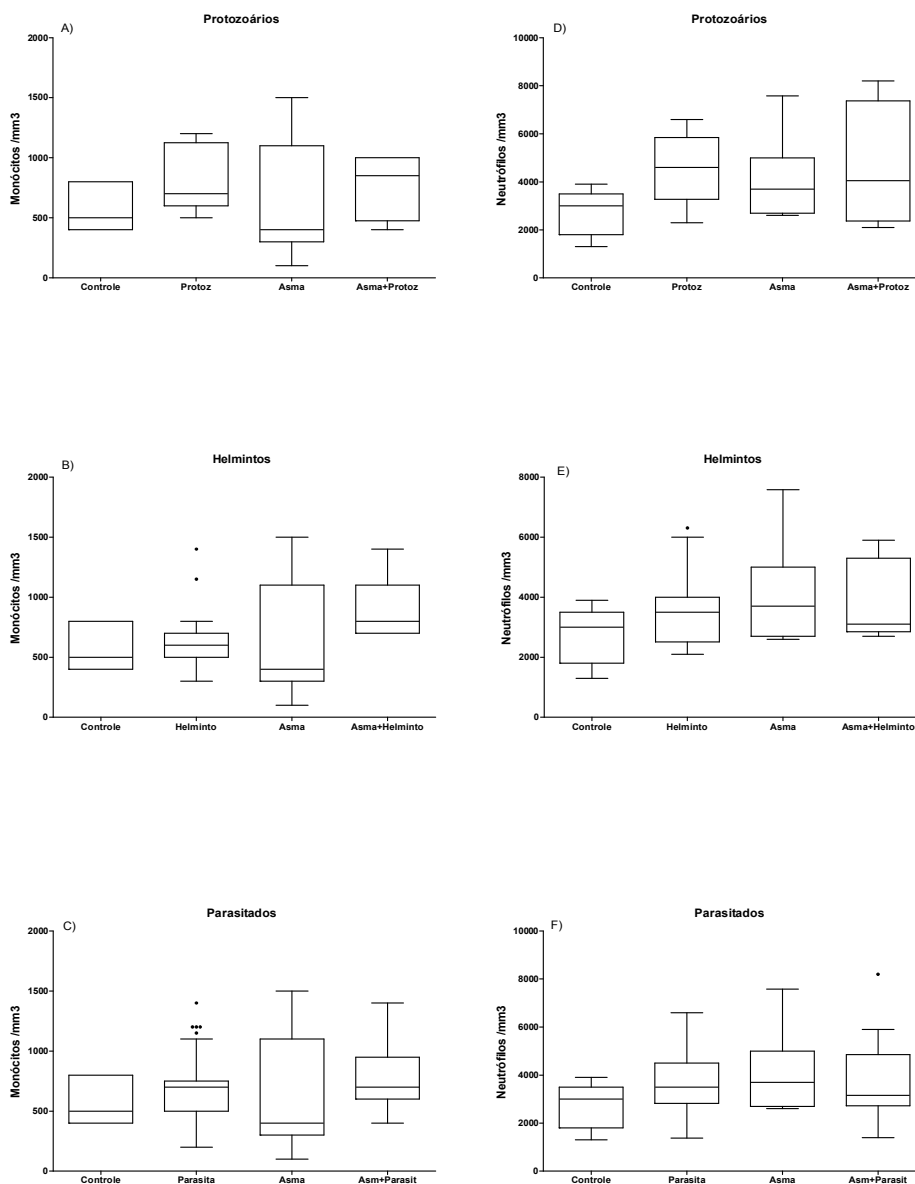 A)
Protozoários
2000
1500
1000
500
0
Monócitos /mm3
Controle Protoz Asma Asma+Protoz
D)
Protozoários
10000
8000
6000
4000
2000
0
Neutrófilos /mm3
Controle Protoz Asma Asma+Protoz
B)
Helmintos
2000
1500
1000
500
0
Monócitos /mm3
Controle Helminto Asma Asma+Helminto
E)
Helmintos
8000
6000
4000
2000
0
Neutrófilos /mm3
Controle Helminto Asma Asma+Helminto
C)
Parasitados
2000
1500
1000
500
0
Monócitos /mm3
Controle Parasita Asma Asm+Parasit
F)
Parasitados
10000
8000
6000
4000
2000
0
Neutrófilos /mm3
Controle Parasita Asma Asm+Parasit